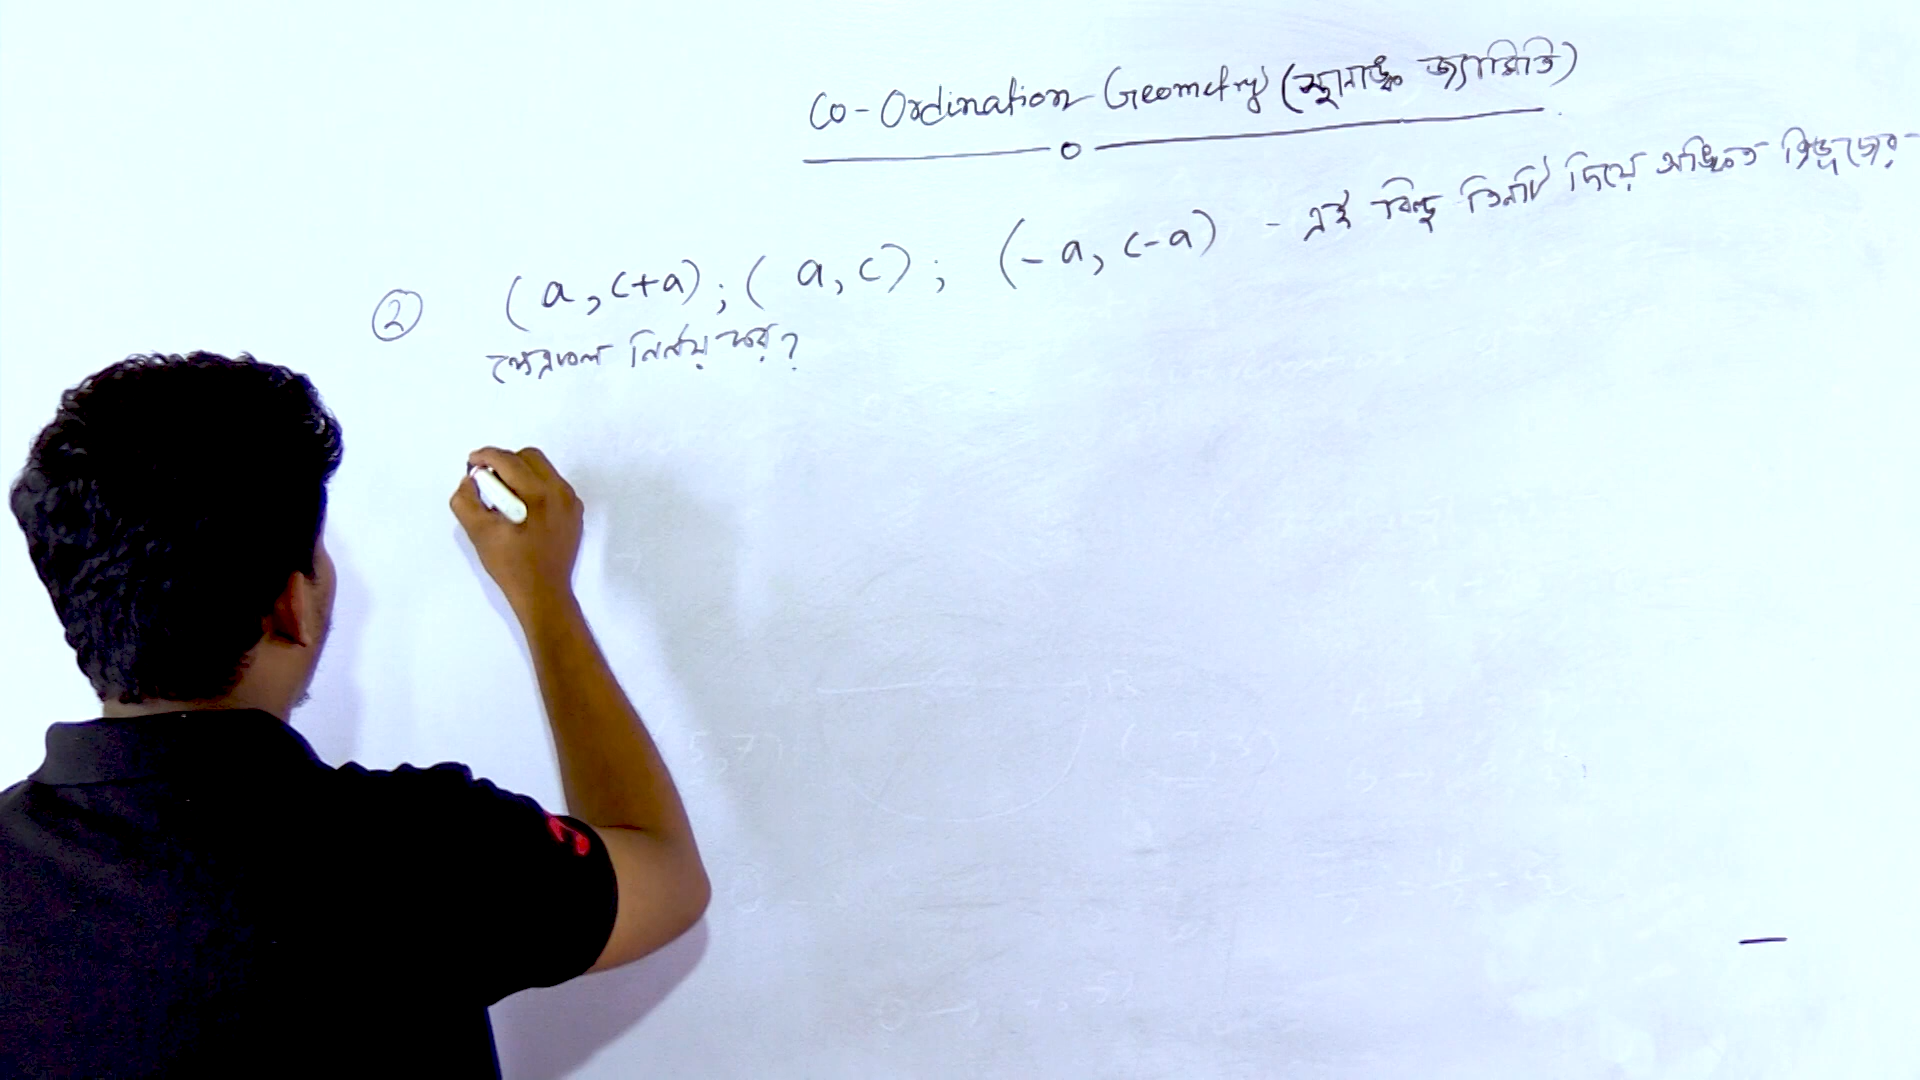 Co-Ordination Geometry (স্থানাঙ্ক জ্যামিতি)
② (a, c+a); (a, c); (-a, c-a) - এই বিন্দু তিনটি দিয়ে অঙ্কিত ত্রিভুজের
ক্ষেত্রফল নির্ণয় কর?